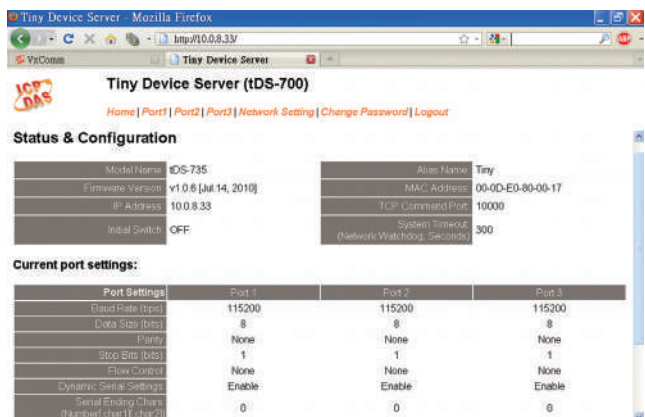 Tiny Device Server - Mozilla Firefox
http://10.0.8.33/
VxComm Tiny Device Server
ICP DAS
Tiny Device Server (tDS-700)
Home | Port1 | Port2 | Port3 | Network Setting | Change Password | Logout
Status & Configuration
Model Name tDS-735 Alias Name Tiny
Firmware Version v1.0.6 [Jul.14, 2010] MAC Address 00-0D-E0-80-00-17
IP Address 10.0.8.33 TCP Command Port 10000
Initial Switch OFF System Timeout (Network Watchdog, Seconds) 300
Current port settings:
Port Settings Port 1 Port 2 Port 3
Baud Rate (bps) 115200 115200 115200
Data Size (bits) 8 8 8
Parity None None None
Stop Bits (bits) 1 1 1
Flow Control None None None
Dynamic Serial Settings Enable Enable Enable
Serial Ending Chars
/Number[ char1][ char2]) 0 0 0